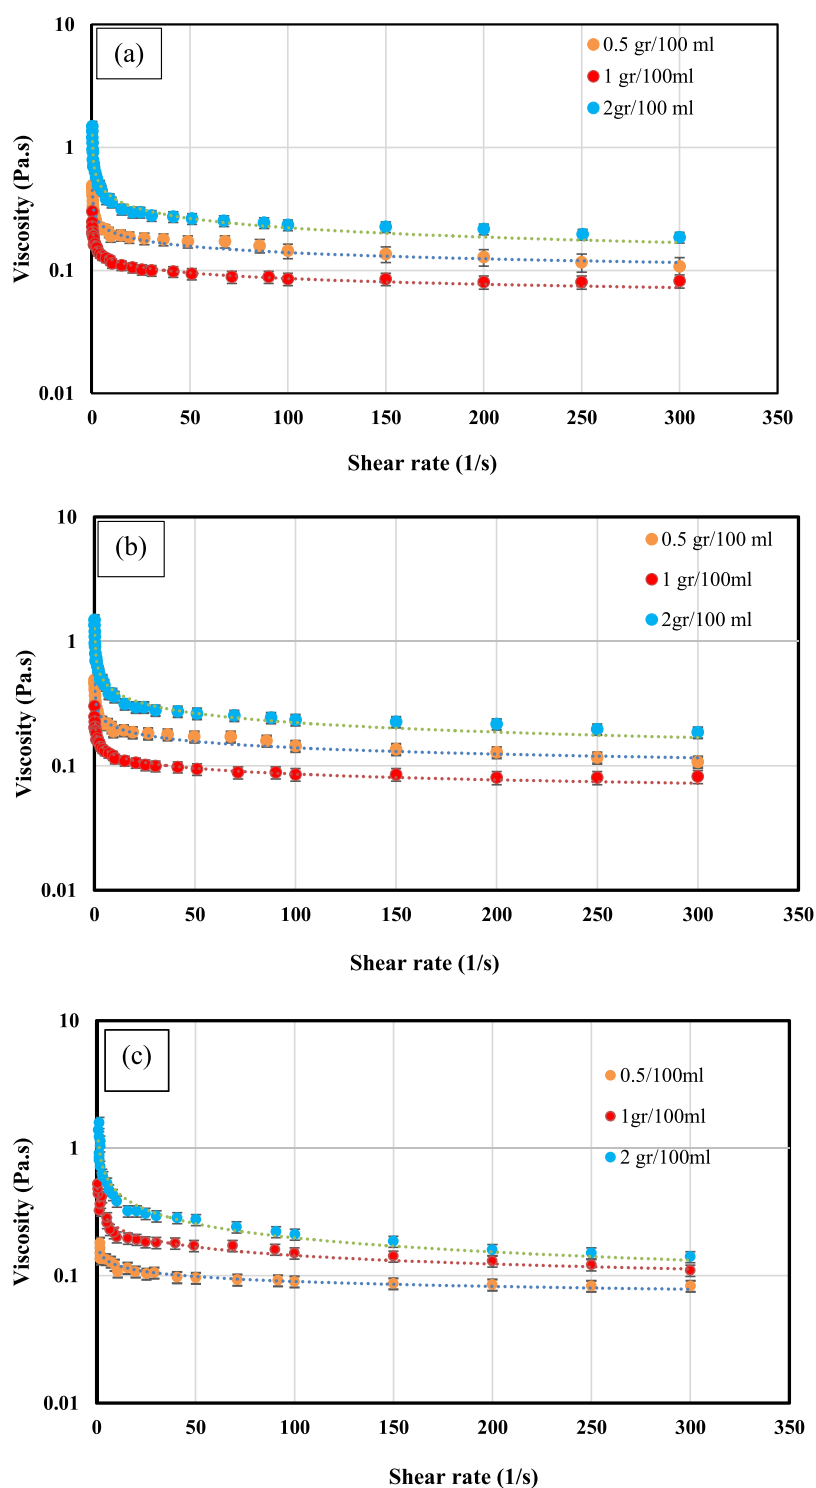 10
(a)
0.5 gr/100 ml
1 gr/100ml
2gr/100 ml
1
Viscosity (Pa.s)
0.1
0.01
0 50 100 150 200 250 300 350
Shear rate (1/s)
10
(b)
0.5 gr/100 ml
1 gr/100ml
2gr/100 ml
1
Viscosity (Pa.s)
0.1
0.01
0 50 100 150 200 250 300 350
Shear rate (1/s)
10
(c)
0.5/100ml
1gr/100ml
2 gr/100ml
1
Viscosity (Pa.s)
0.1
0.01
0 50 100 150 200 250 300 350
Shear rate (1/s)